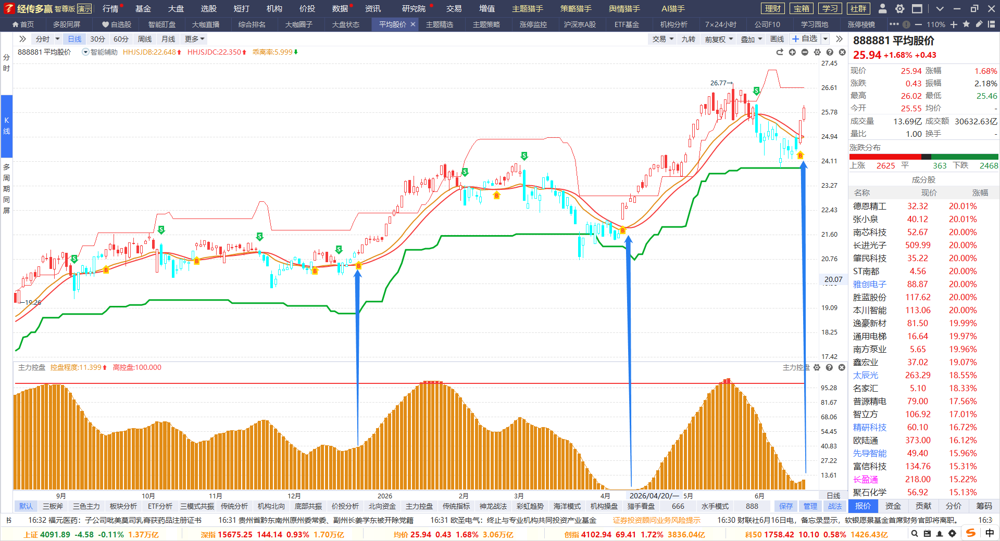 经传多赢 智尊版 演示 行情 基金 大盘 选股 短打 机构 价投 数据 资讯 研究院 交易 增值 主题猎手 策略猎手 舆情猎手 AI猎手 理财 宝箱 学习 社群
首页 多股同屏 自选股 智能盯盘 大咖直播 综合排名 大咖圈子 大盘状态 平均股价 × 主题精选 主题策略 涨停监控 沪深京A股 ETF基金 机构分析 7×24小时 公司F10 学习园地 涨停棱镜 110%
分时 日线 30分 60分 周线 月线 更多 交易 九转 前复权 叠加 画线 自选
888881 平均股价 智能辅助 HHJSJDB:22.648 HHJSJDC:22.350 乖离率:5.999
分时
K线
多周期同屏
27.45
26.61
25.78
24.94
24.11
23.27
22.43
21.60
20.76
20.07
19.09
18.25
17.42
26.77
19.26
主力控盘 控盘程度:11.399 高控盘:100.000 主力控盘
95.28
81.67
68.06
54.45
40.83
27.22
13.61
9月 10月 11月 12月 2026 2月 3月 4月 2026/04/20/一 5月 6月 日线
默认 三板斧 三色主力 板块分析 ETF分析 三模式共振 传统分析 机构北向 底部共振 价投分析 北向资金 主力控盘 传统指标 神龙战法 彩虹趋势 海洋模式 机构操盘 猎手看盘 666 水手模式 888 保存 管理 战法
888881 平均股价
25.94 +1.68% +0.43
现价 25.94 涨幅 1.68%
涨跌 0.43 振幅 2.18%
最高 26.02 最低 25.46
今开 25.55 均价 -
成交量 13.69亿 成交额 30632.63亿
量比 1.00 换手 -
涨跌分布
上涨 2625 平 363 下跌 2468
成分股
名称 现价 涨幅
德恩精工 32.32 20.01%
张小泉 40.12 20.01%
南芯科技 52.67 20.00%
长进光子 509.99 20.00%
肇民科技 35.22 20.00%
ST南都 4.56 20.00%
雅创电子 88.87 20.00%
胜蓝股份 117.62 20.00%
本川智能 113.06 20.00%
逸豪新材 81.50 19.99%
通用电梯 16.64 19.97%
南方泵业 5.65 19.96%
鑫宏业 37.02 19.07%
太辰光 263.29 18.55%
名家汇 5.10 18.33%
普源精电 79.00 17.56%
智立方 106.92 17.01%
精研科技 60.10 16.72%
欧陆通 373.00 16.12%
先导智能 49.40 15.96%
富信科技 134.76 15.31%
长盈通 218.00 15.22%
聚石化学 56.92 15.13%
报价 资金 贡献 分价 筹码
16:32 福元医药：子公司吡美莫司乳膏获药品注册证书 16:31 贵州省黔东南州原州委常委、副州长姜学东被开除党籍 16:31 欧圣电气：终止与专业机构共同投资产业基金 证券投资顾问业务风险提示 16:30 财联社6月16日电，备忘录显示，软银愿景基金首席财务官即将离职。 16:3
上证 4091.89 -4.58 -0.11% 1.37万亿 深指 15675.25 144.14 0.93% 1.70万亿 均价 25.94 0.43 1.68% 3.06万亿 创指 4102.94 69.41 1.72% 3836.04亿 科50 1758.42 10.10 0.58% 1426.43亿 中